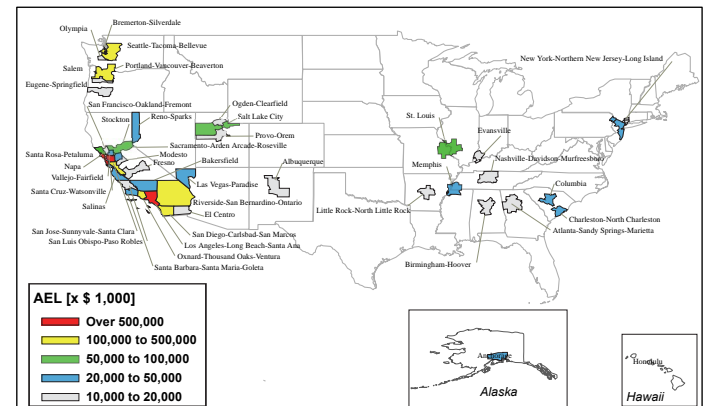 Bremerton-Silverdale
Olympia
Seattle-Tacoma-Bellevue
Portland-Vancouver-Beaverton
Salem
Eugene-Springfield
New York-Northern New Jersey-Long Island
San Francisco-Oakland-Fremont
Ogden-Clearfield
Stockton
Reno-Sparks
Salt Lake City
St. Louis
Provo-Orem
Evansville
Sacramento-Arden Arcade-Roseville
Santa Rosa-Petaluma
Modesto
Nashville-Davidson-Murfreesboro
Napa
Fresno
Bakersfield
Albuquerque
Memphis
Vallejo-Fairfield
Las Vegas-Paradise
Columbia
Santa Cruz-Watsonville
Riverside-San Bernardino-Ontario
Salinas
El Centro
Little Rock-North Little Rock
Charleston-North Charleston
San Jose-Sunnyvale-Santa Clara
San Diego-Carlsbad-San Marcos
Atlanta-Sandy Springs-Marietta
San Luis Obispo-Paso Robles
Los Angeles-Long Beach-Santa Ana
Oxnard-Thousand Oaks-Ventura
Santa Barbara-Santa Maria-Goleta
Birmingham-Hoover
AEL [x $ 1,000]
Over 500,000
100,000 to 500,000
50,000 to 100,000
20,000 to 50,000
10,000 to 20,000
Anchorage
Alaska
Honolulu
Hawaii